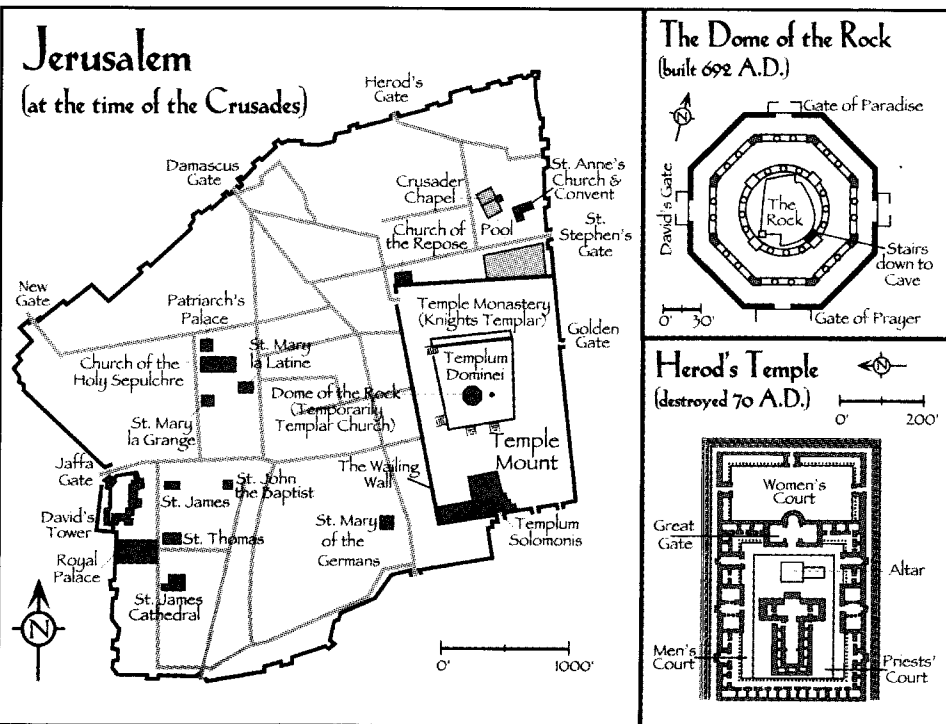 Jerusalem
(at the time of the Crusades)
Herod's
Gate
Damascus
Gate
Crusader
Chapel
St. Anne's
Church &
Convent
Church of
the Repose
Pool
St.
Stephen's
Gate
New
Gate
Patriarch's
Palace
Temple Monastery
(Knights Templar)
Golden
Gate
Church of the
Holy Sepulchre
St. Mary
la Latine
Templum
Dominei
Dome of the Rock
(Temporarily
Templar Church)
St. Mary
la Grange
Temple
Mount
Jaffa
Gate
The Wailing
Wall
St. John
the Baptist
St. James
David's
Tower
St. Thomas
St. Mary
of the
Germans
Templum
Solomonis
Royal
Palace
St. James
Cathedral
N
0'
1000'
The Dome of the Rock
(built 692 A.D.)
N
Gate of Paradise
David's Gate
The
Rock
Stairs
down to
Cave
0'
30'
Gate of Prayer
Herod's Temple
(destroyed 70 A.D.)
N
0'
200'
Women's
Court
Great
Gate
Altar
Men's
Court
Priests'
Court